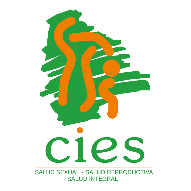 cies
SALUD SEXUAL - SALUD REPRODUCTIVA
SALUD INTEGRAL